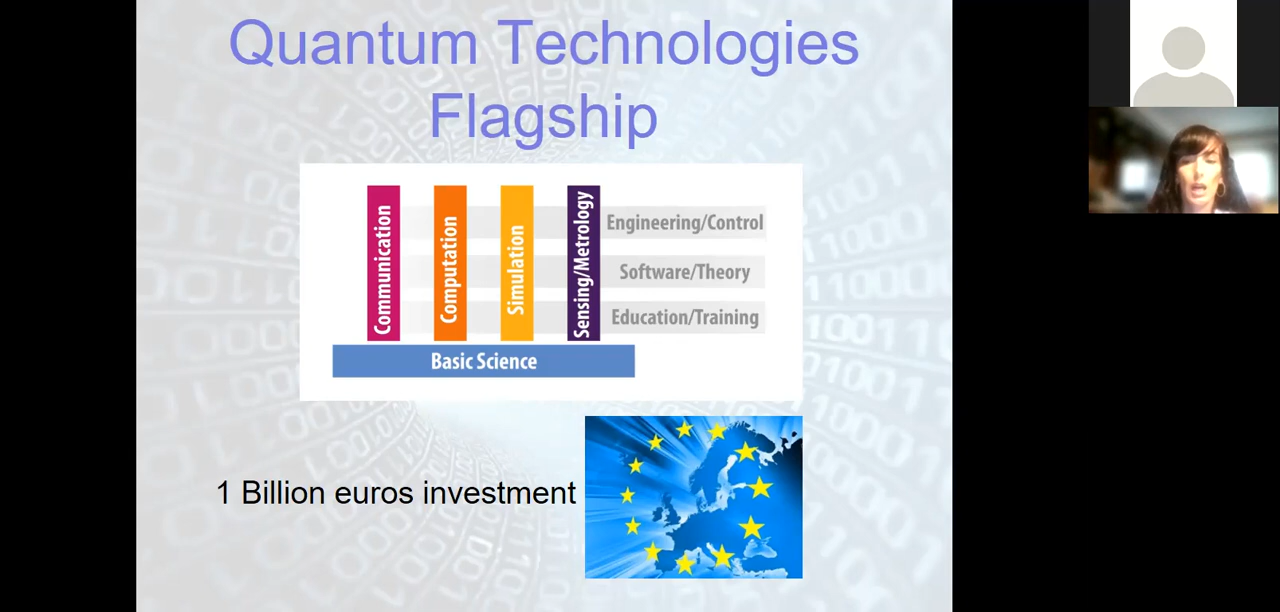 Quantum Technologies
Flagship
Communication
Computation
Simulation
Sensing/Metrology
Engineering/Control
Software/Theory
Education/Training
Basic Science
1 Billion euros investment